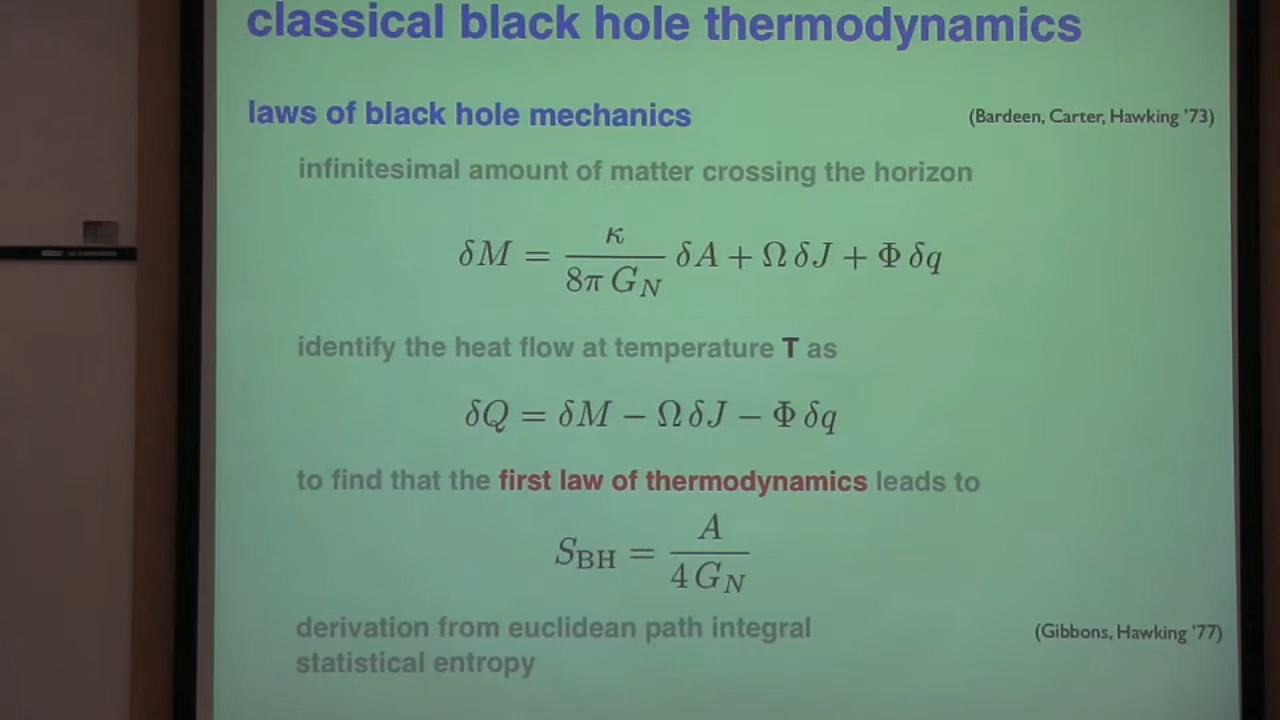 classical black hole thermodynamics
laws of black hole mechanics (Bardeen, Carter, Hawking '73)
infinitesimal amount of matter crossing the horizon
δM = κ / 8π G_N δA + Ω δJ + Φ δq
identify the heat flow at temperature T as
δQ = δM − Ω δJ − Φ δq
to find that the first law of thermodynamics leads to
S_BH = A / 4 G_N
derivation from euclidean path integral (Gibbons, Hawking '77)
statistical entropy